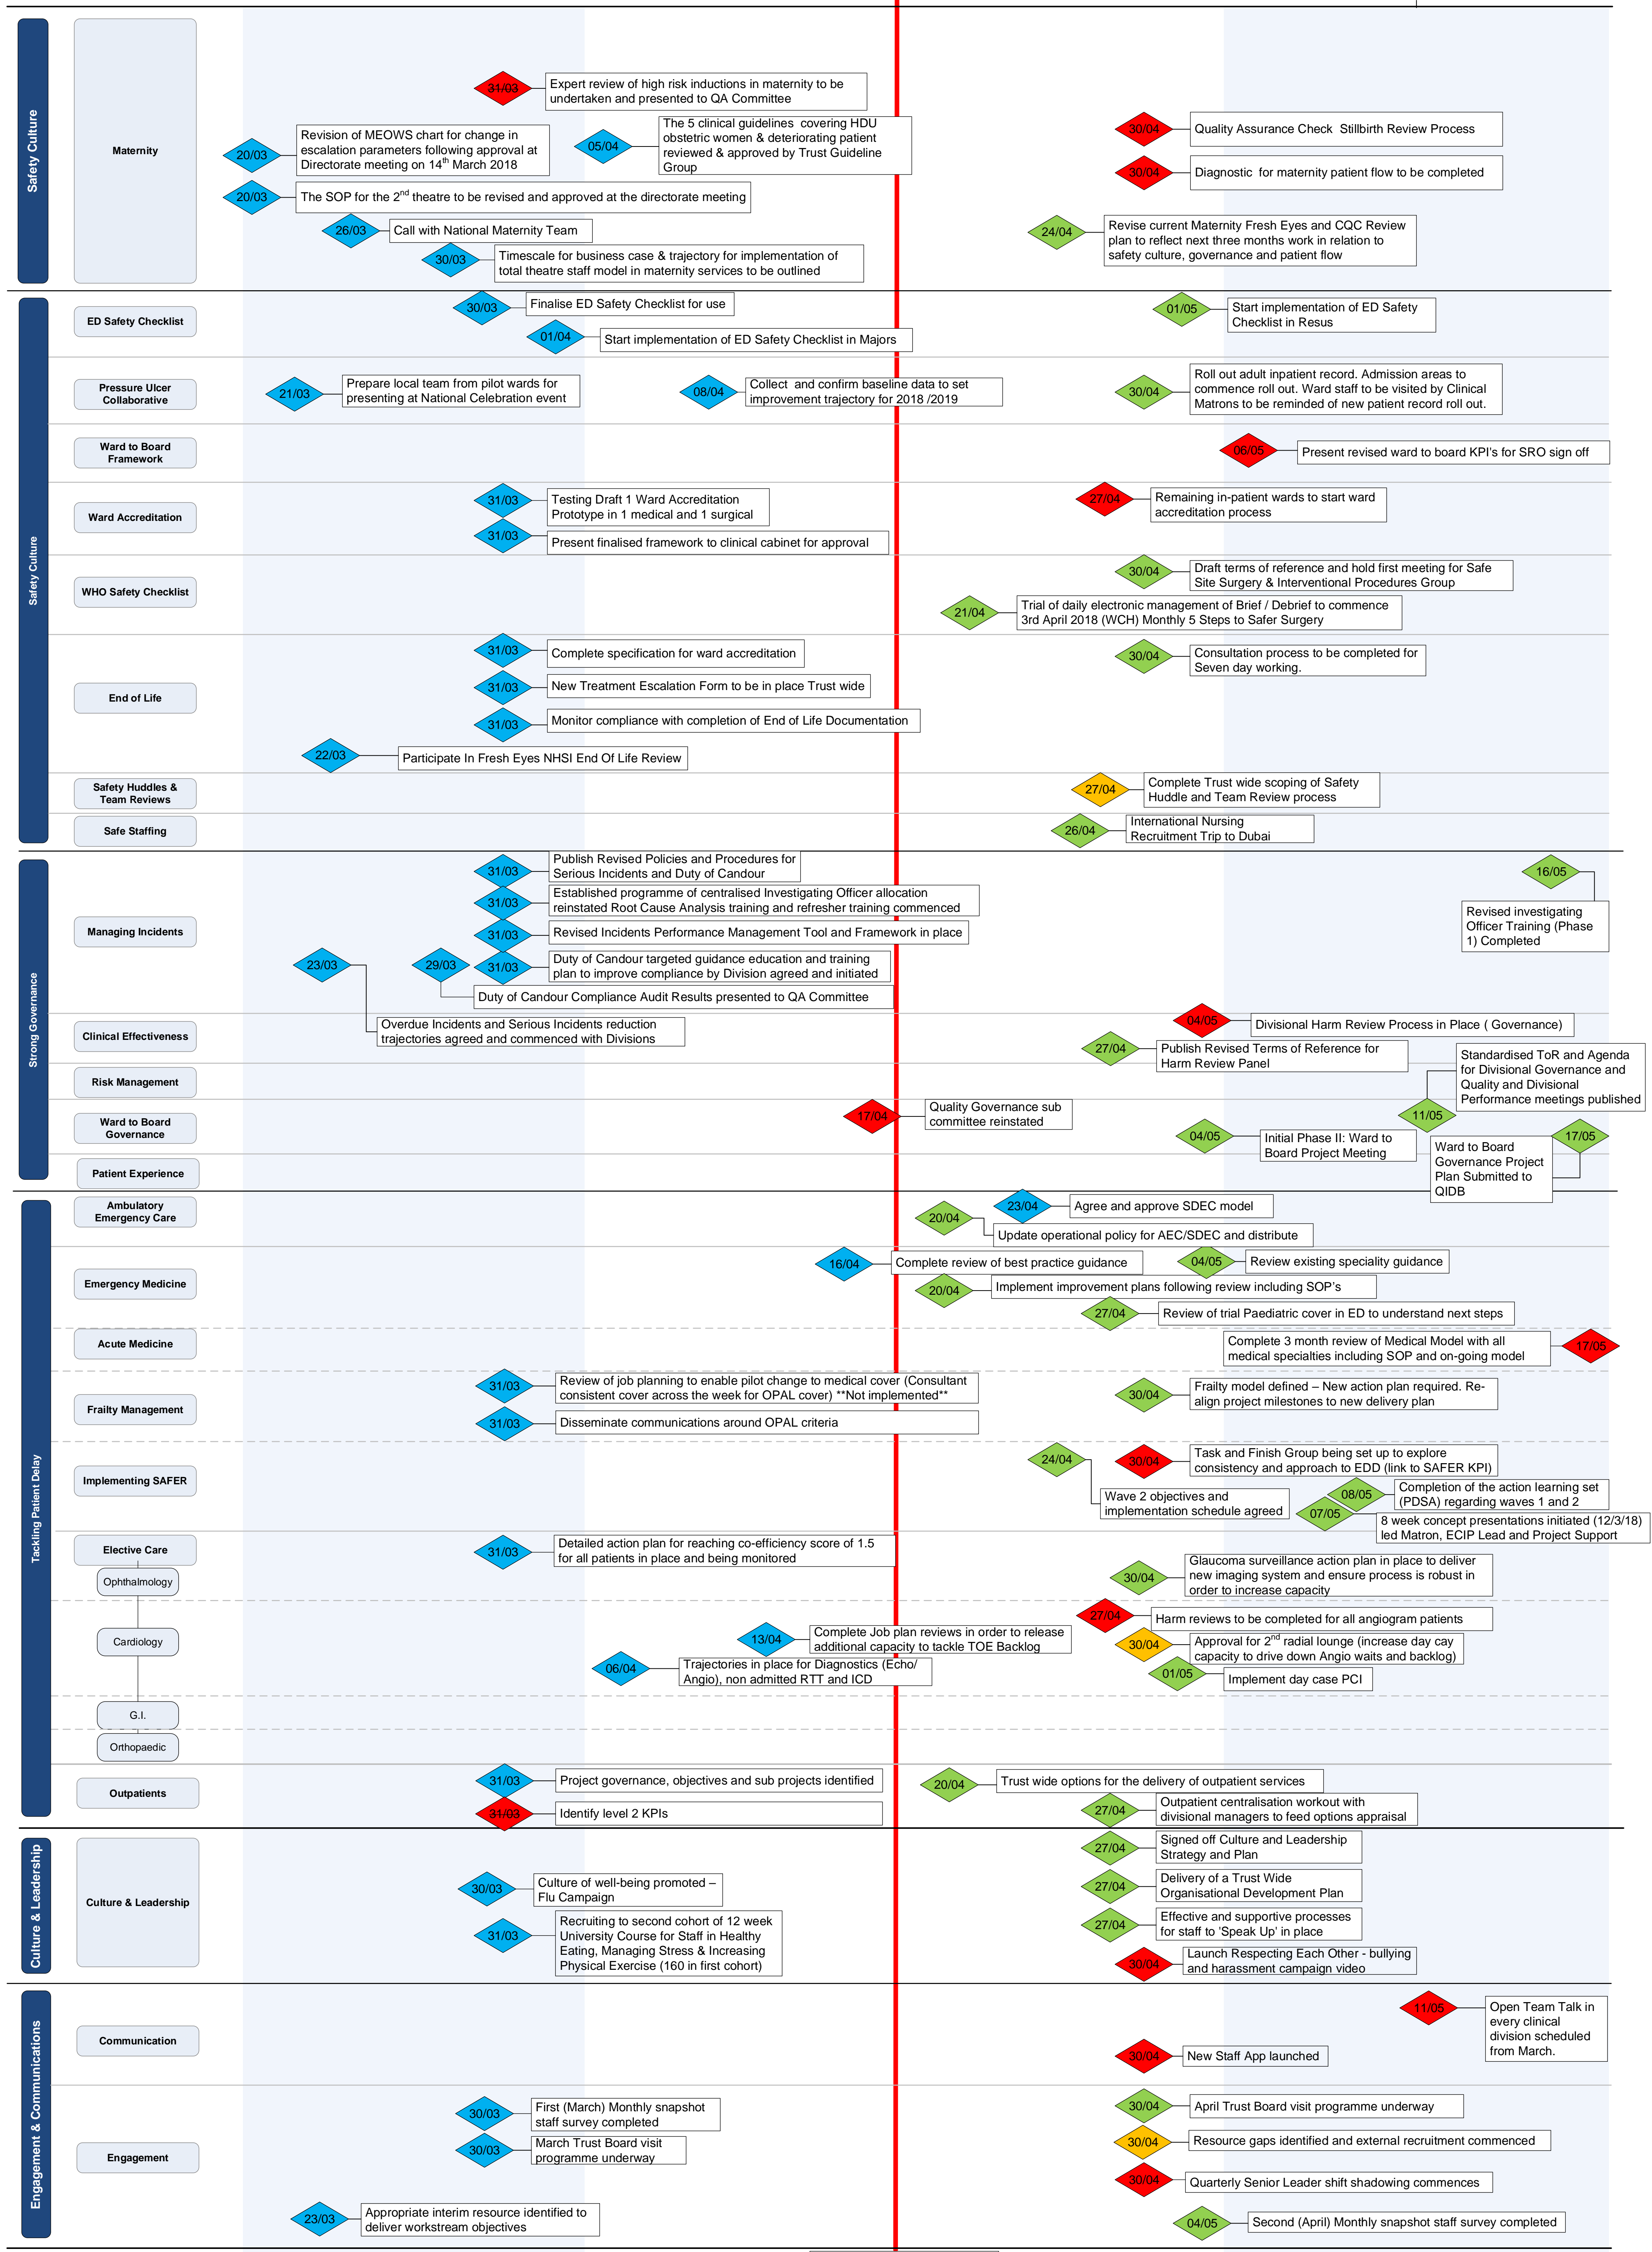 Safety Culture
Maternity
31/03
Expert review of high risk inductions in maternity to be
undertaken and presented to QA Committee
20/03
Revision of MEOWS chart for change in
escalation parameters following approval at
Directorate meeting on 14th March 2018
05/04
The 5 clinical guidelines covering HDU
obstetric women & deteriorating patient
reviewed & approved by Trust Guideline
Group
30/04
Quality Assurance Check Stillbirth Review Process
30/04
Diagnostic for maternity patient flow to be completed
20/03
The SOP for the 2nd theatre to be revised and approved at the directorate meeting
26/03
Call with National Maternity Team
24/04
Revise current Maternity Fresh Eyes and CQC Review
plan to reflect next three months work in relation to
safety culture, governance and patient flow
30/03
Timescale for business case & trajectory for implementation of
total theatre staff model in maternity services to be outlined
Safety Culture
ED Safety Checklist
30/03
Finalise ED Safety Checklist for use
01/04
Start implementation of ED Safety Checklist in Majors
01/05
Start implementation of ED Safety
Checklist in Resus
Pressure Ulcer
Collaborative
21/03
Prepare local team from pilot wards for
presenting at National Celebration event
08/04
Collect and confirm baseline data to set
improvement trajectory for 2018 /2019
30/04
Roll out adult inpatient record. Admission areas to
commence roll out. Ward staff to be visited by Clinical
Matrons to be reminded of new patient record roll out.
Ward to Board
Framework
06/05
Present revised ward to board KPI's for SRO sign off
Ward Accreditation
31/03
Testing Draft 1 Ward Accreditation
Prototype in 1 medical and 1 surgical
31/03
Present finalised framework to clinical cabinet for approval
27/04
Remaining in-patient wards to start ward
accreditation process
WHO Safety Checklist
30/04
Draft terms of reference and hold first meeting for Safe
Site Surgery & Interventional Procedures Group
21/04
Trial of daily electronic management of Brief / Debrief to commence
3rd April 2018 (WCH) Monthly 5 Steps to Safer Surgery
End of Life
31/03
Complete specification for ward accreditation
31/03
New Treatment Escalation Form to be in place Trust wide
31/03
Monitor compliance with completion of End of Life Documentation
22/03
Participate In Fresh Eyes NHSI End Of Life Review
30/04
Consultation process to be completed for
Seven day working.
Safety Huddles &
Team Reviews
27/04
Complete Trust wide scoping of Safety
Huddle and Team Review process
Safe Staffing
26/04
International Nursing
Recruitment Trip to Dubai
Strong Governance
Managing Incidents
31/03
Publish Revised Policies and Procedures for
Serious Incidents and Duty of Candour
31/03
Established programme of centralised Investigating Officer allocation
reinstated Root Cause Analysis training and refresher training commenced
31/03
Revised Incidents Performance Management Tool and Framework in place
23/03
29/03
31/03
Duty of Candour targeted guidance education and training
plan to improve compliance by Division agreed and initiated
Duty of Candour Compliance Audit Results presented to QA Committee
16/05
Revised investigating
Officer Training (Phase
1) Completed
Clinical Effectiveness
Overdue Incidents and Serious Incidents reduction
trajectories agreed and commenced with Divisions
04/05
Divisional Harm Review Process in Place ( Governance)
27/04
Publish Revised Terms of Reference for
Harm Review Panel
Risk Management
Standardised ToR and Agenda
for Divisional Governance and
Quality and Divisional
Performance meetings published
11/05
Ward to Board
Governance
17/04
Quality Governance sub
committee reinstated
04/05
Initial Phase II: Ward to
Board Project Meeting
17/05
Ward to Board
Governance Project
Plan Submitted to
QIDB
Patient Experience
Tackling Patient Delay
Ambulatory
Emergency Care
20/04
23/04
Agree and approve SDEC model
Update operational policy for AEC/SDEC and distribute
Emergency Medicine
16/04
Complete review of best practice guidance
04/05
Review existing speciality guidance
20/04
Implement improvement plans following review including SOP's
27/04
Review of trial Paediatric cover in ED to understand next steps
Acute Medicine
Complete 3 month review of Medical Model with all
medical specialties including SOP and on-going model
17/05
Frailty Management
31/03
Review of job planning to enable pilot change to medical cover (Consultant
consistent cover across the week for OPAL cover) **Not implemented**
31/03
Disseminate communications around OPAL criteria
30/04
Frailty model defined – New action plan required. Re-
align project milestones to new delivery plan
Implementing SAFER
24/04
30/04
Task and Finish Group being set up to explore
consistency and approach to EDD (link to SAFER KPI)
Wave 2 objectives and
implementation schedule agreed
08/05
Completion of the action learning set
(PDSA) regarding waves 1 and 2
07/05
8 week concept presentations initiated (12/3/18)
led Matron, ECIP Lead and Project Support
Elective Care
31/03
Detailed action plan for reaching co-efficiency score of 1.5
for all patients in place and being monitored
Ophthalmology
30/04
Glaucoma surveillance action plan in place to deliver
new imaging system and ensure process is robust in
order to increase capacity
Cardiology
27/04
Harm reviews to be completed for all angiogram patients
13/04
Complete Job plan reviews in order to release
additional capacity to tackle TOE Backlog
30/04
Approval for 2nd radial lounge (increase day cay
capacity to drive down Angio waits and backlog)
06/04
Trajectories in place for Diagnostics (Echo/
Angio), non admitted RTT and ICD
01/05
Implement day case PCI
G.I.
Orthopaedic
Outpatients
31/03
Project governance, objectives and sub projects identified
31/03
Identify level 2 KPIs
20/04
Trust wide options for the delivery of outpatient services
27/04
Outpatient centralisation workout with
divisional managers to feed options appraisal
Culture & Leadership
Culture & Leadership
30/03
Culture of well-being promoted –
Flu Campaign
31/03
Recruiting to second cohort of 12 week
University Course for Staff in Healthy
Eating, Managing Stress & Increasing
Physical Exercise (160 in first cohort)
27/04
Signed off Culture and Leadership
Strategy and Plan
27/04
Delivery of a Trust Wide
Organisational Development Plan
27/04
Effective and supportive processes
for staff to 'Speak Up' in place
30/04
Launch Respecting Each Other - bullying
and harassment campaign video
Engagement & Communications
Communication
11/05
Open Team Talk in
every clinical
division scheduled
from March.
30/04
New Staff App launched
Engagement
30/03
First (March) Monthly snapshot
staff survey completed
30/03
March Trust Board visit
programme underway
23/03
Appropriate interim resource identified to
deliver workstream objectives
30/04
April Trust Board visit programme underway
30/04
Resource gaps identified and external recruitment commenced
30/04
Quarterly Senior Leader shift shadowing commences
04/05
Second (April) Monthly snapshot staff survey completed